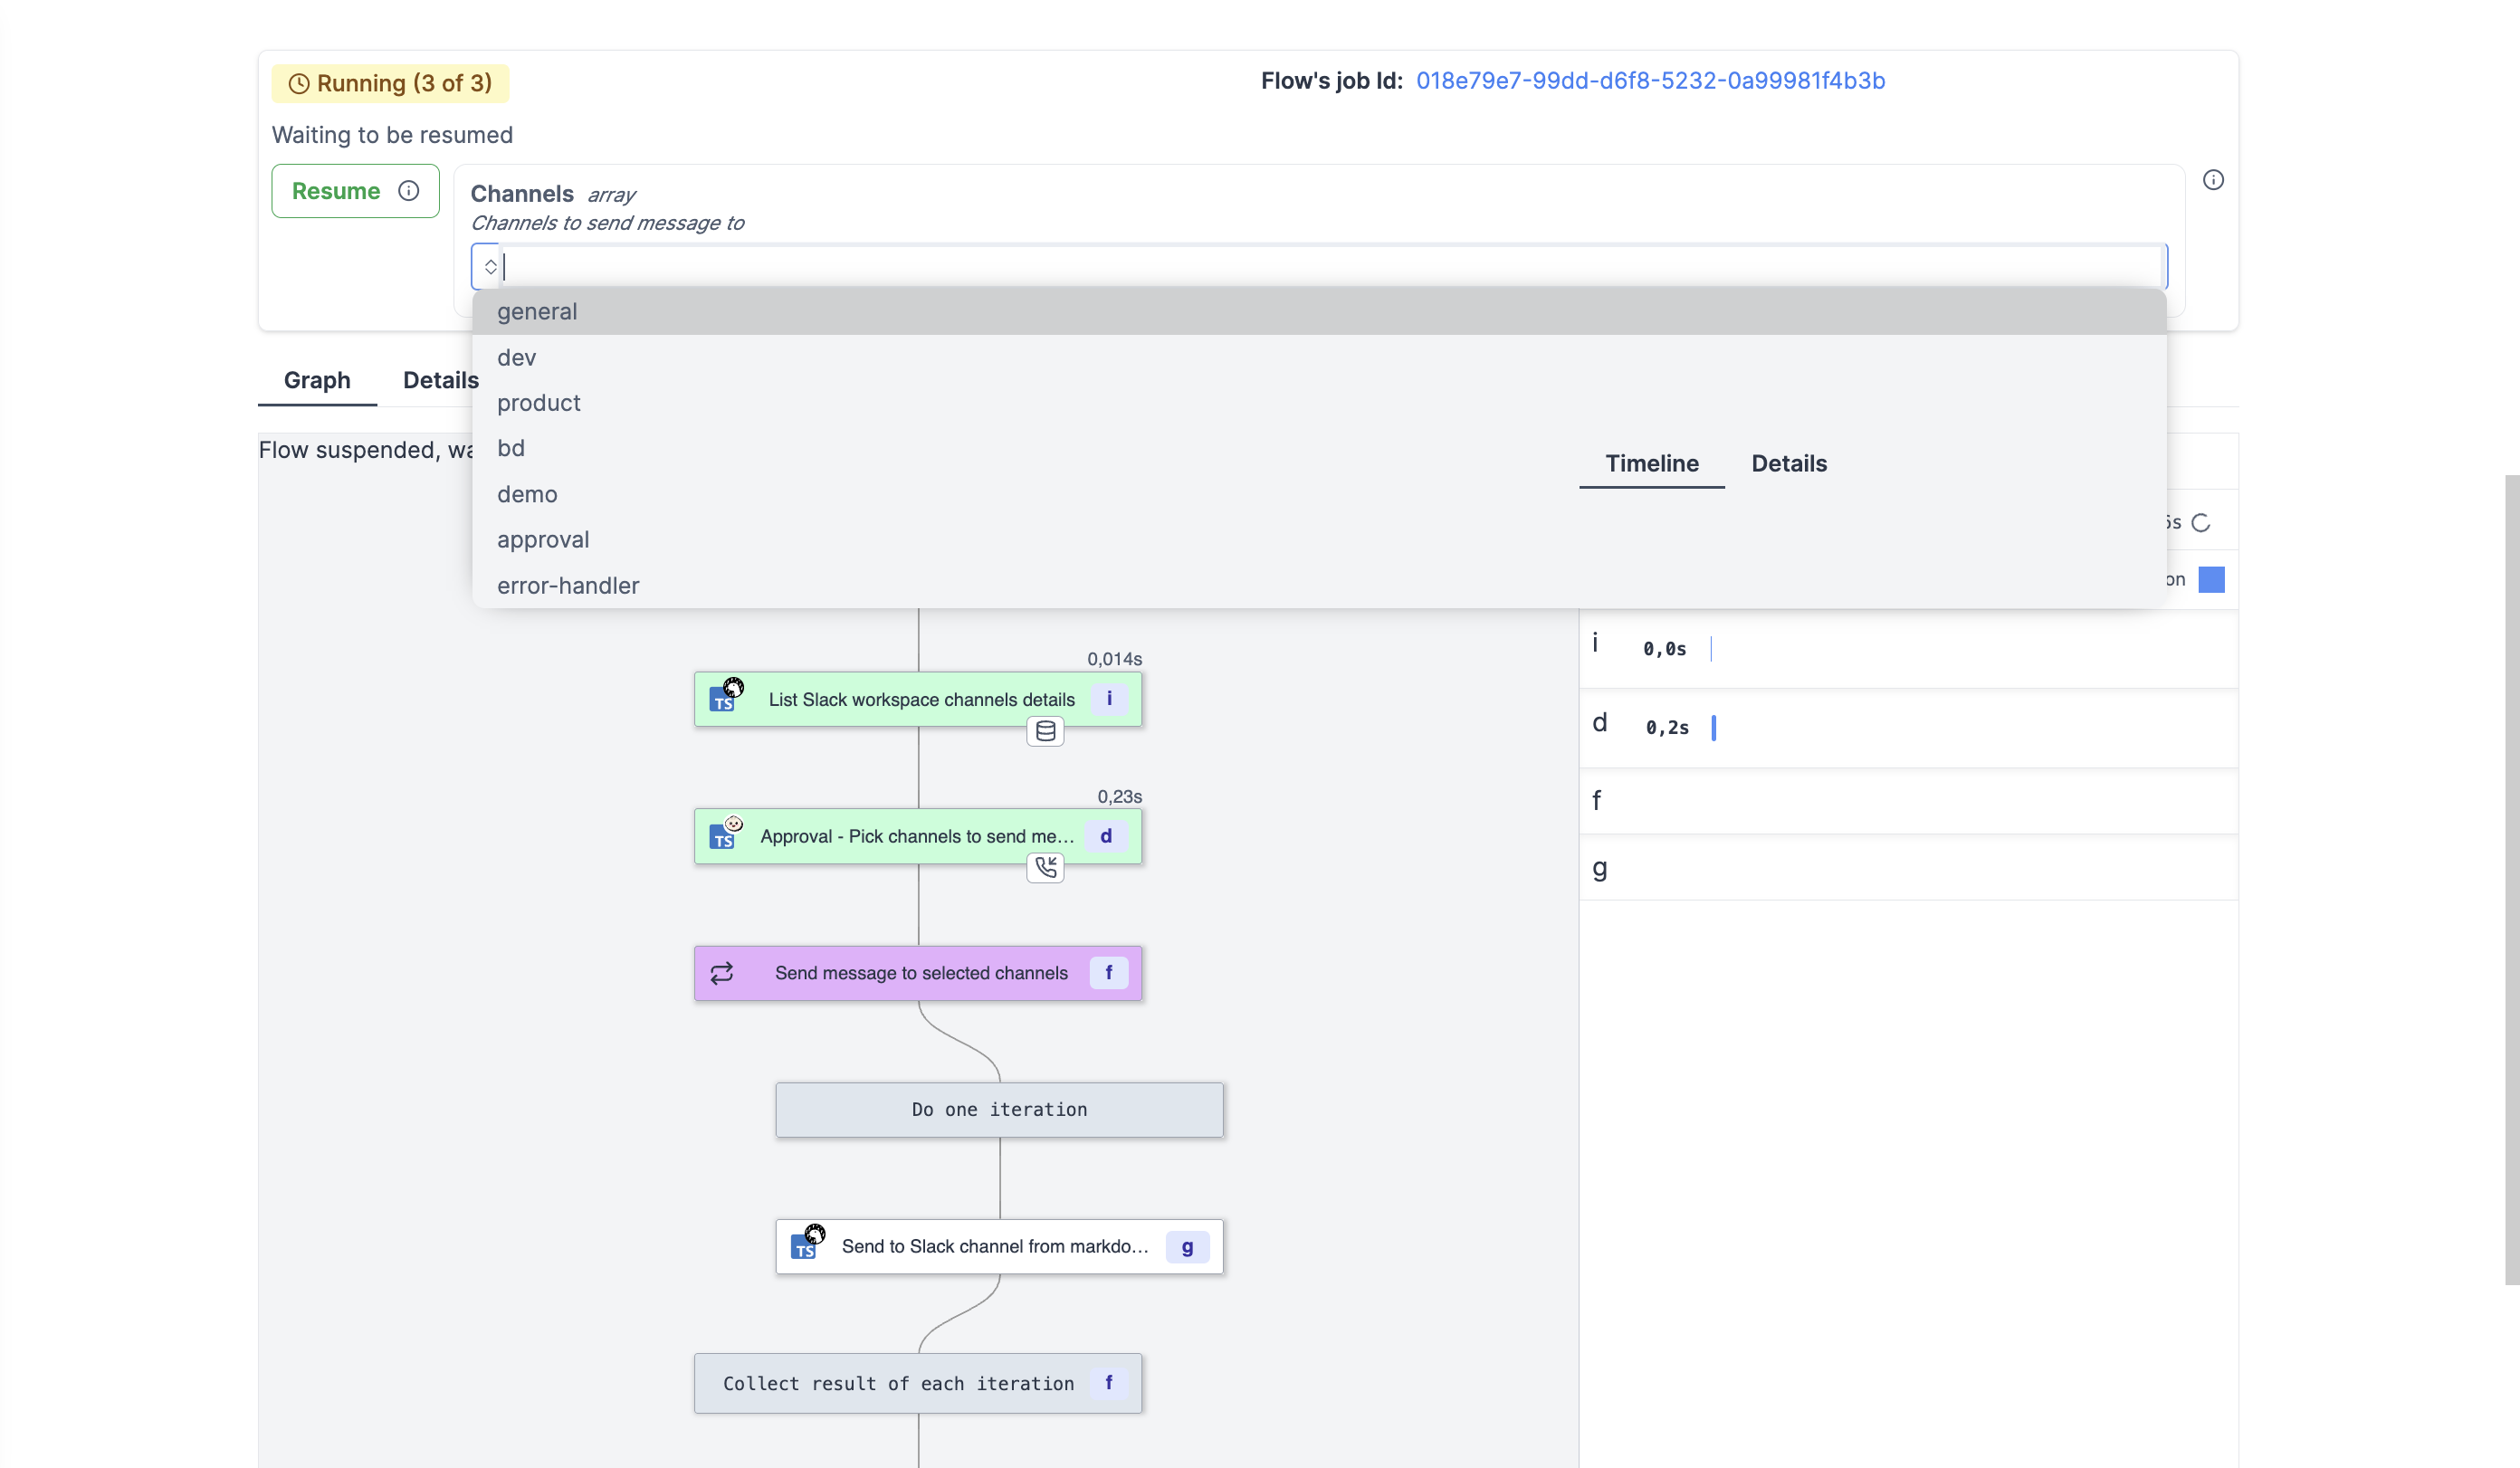 Running (3 of 3)
Flow's job Id: 018e79e7-99dd-d6f8-5232-0a99981f4b3b
Waiting to be resumed
Resume
Channels array
Channels to send message to
general
dev
product
bd
demo
approval
error-handler
Graph Details
Flow suspended,
Timeline Details
0,014s
TS List Slack workspace channels details i
0,23s
TS Approval - Pick channels to send me... d
Send message to selected channels f
Do one iteration
TS Send to Slack channel from markdo... g
Collect result of each iteration f
i 0,0s
d 0,2s
f
g